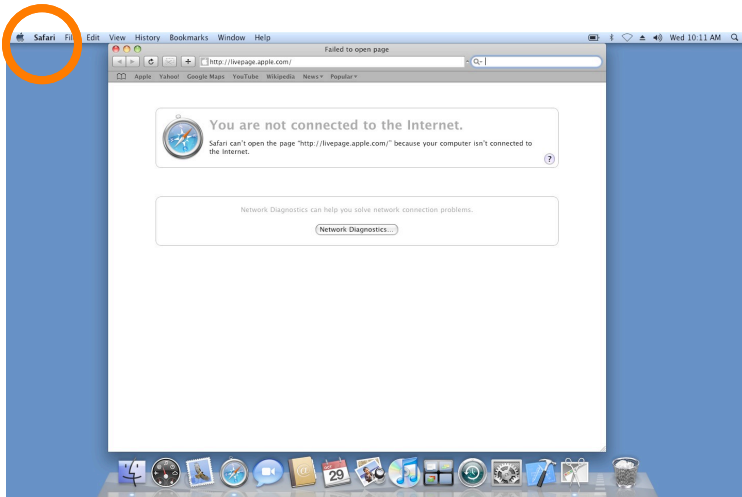 Safari File Edit View History Bookmarks Window Help Wed 10:11 AM
Failed to open page
http://livepage.apple.com/
Apple Yahoo! Google Maps YouTube Wikipedia News Popular
You are not connected to the Internet.
Safari can't open the page "http://livepage.apple.com/" because your computer isn't connected to
the Internet.
?
Network Diagnostics can help you solve network connection problems.
Network Diagnostics...
29